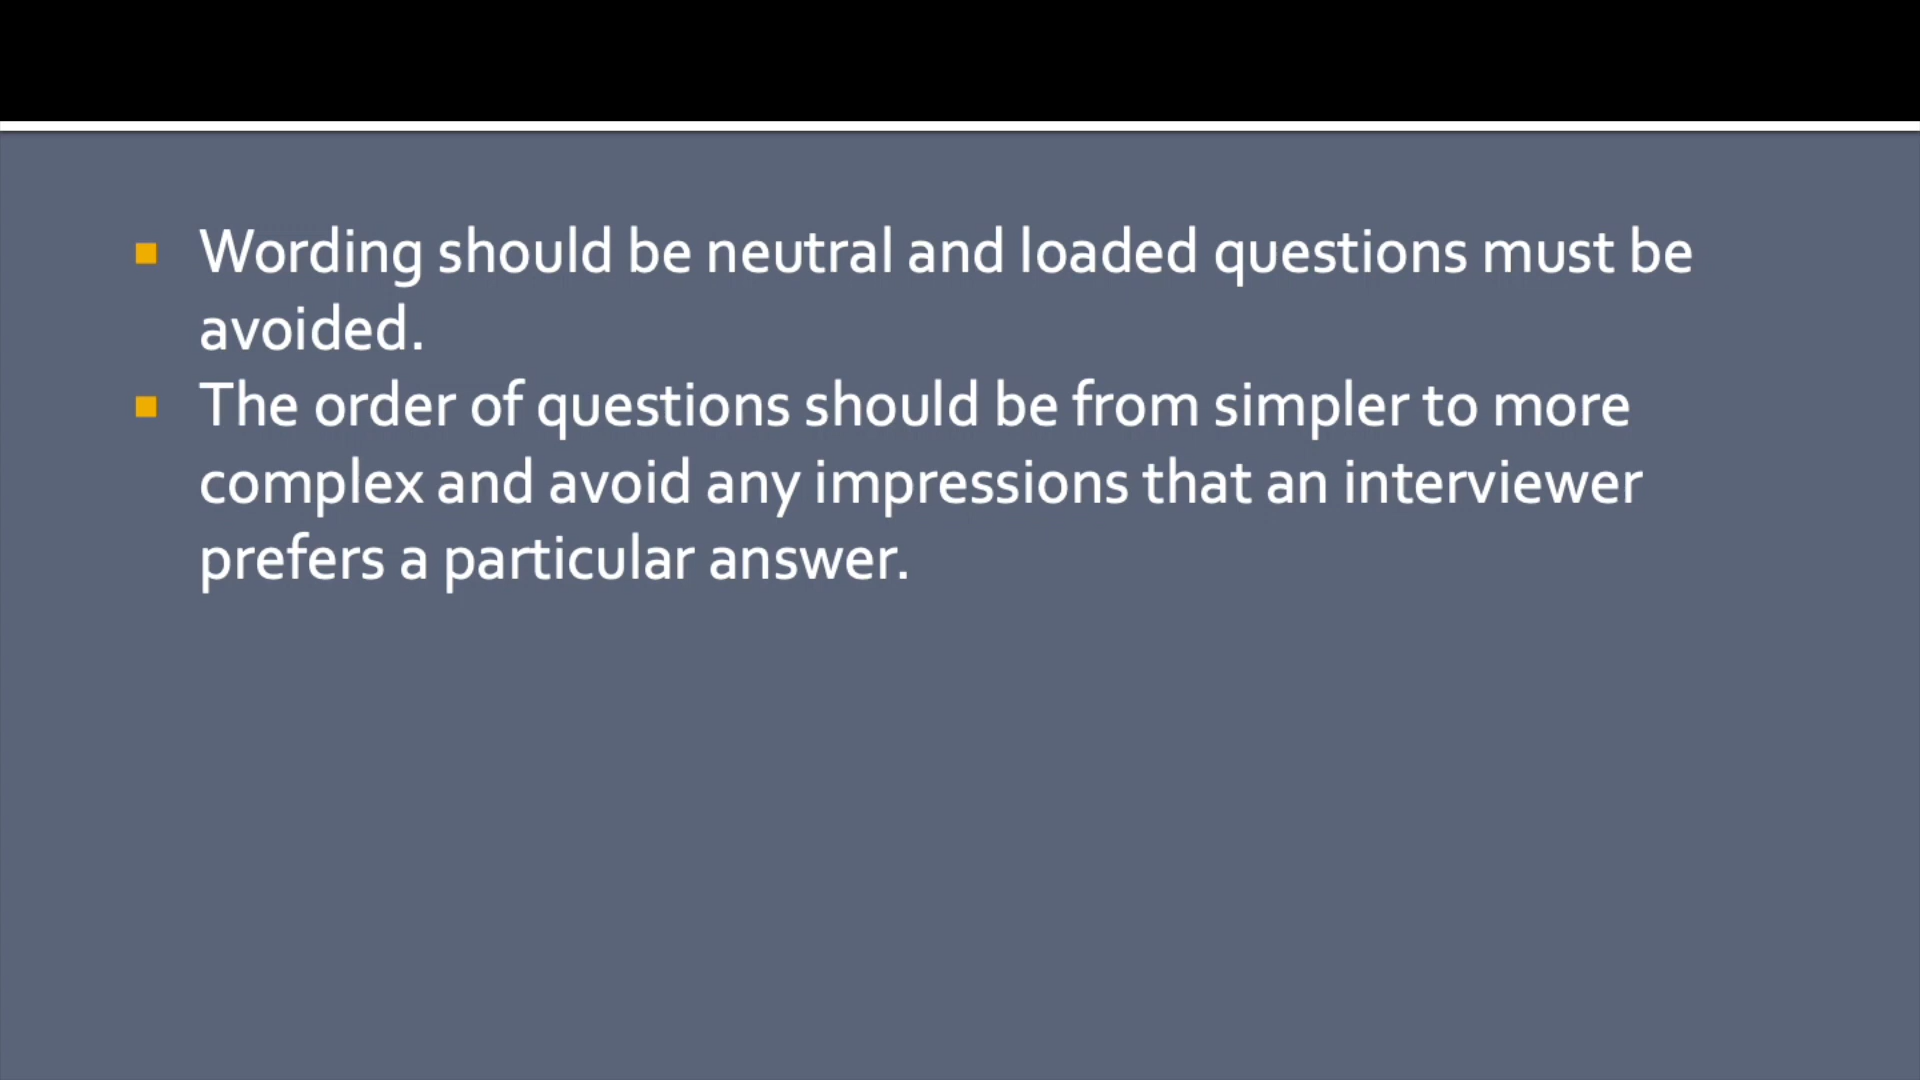 Wording should be neutral and loaded questions must be
avoided.
The order of questions should be from simpler to more
complex and avoid any impressions that an interviewer
prefers a particular answer.